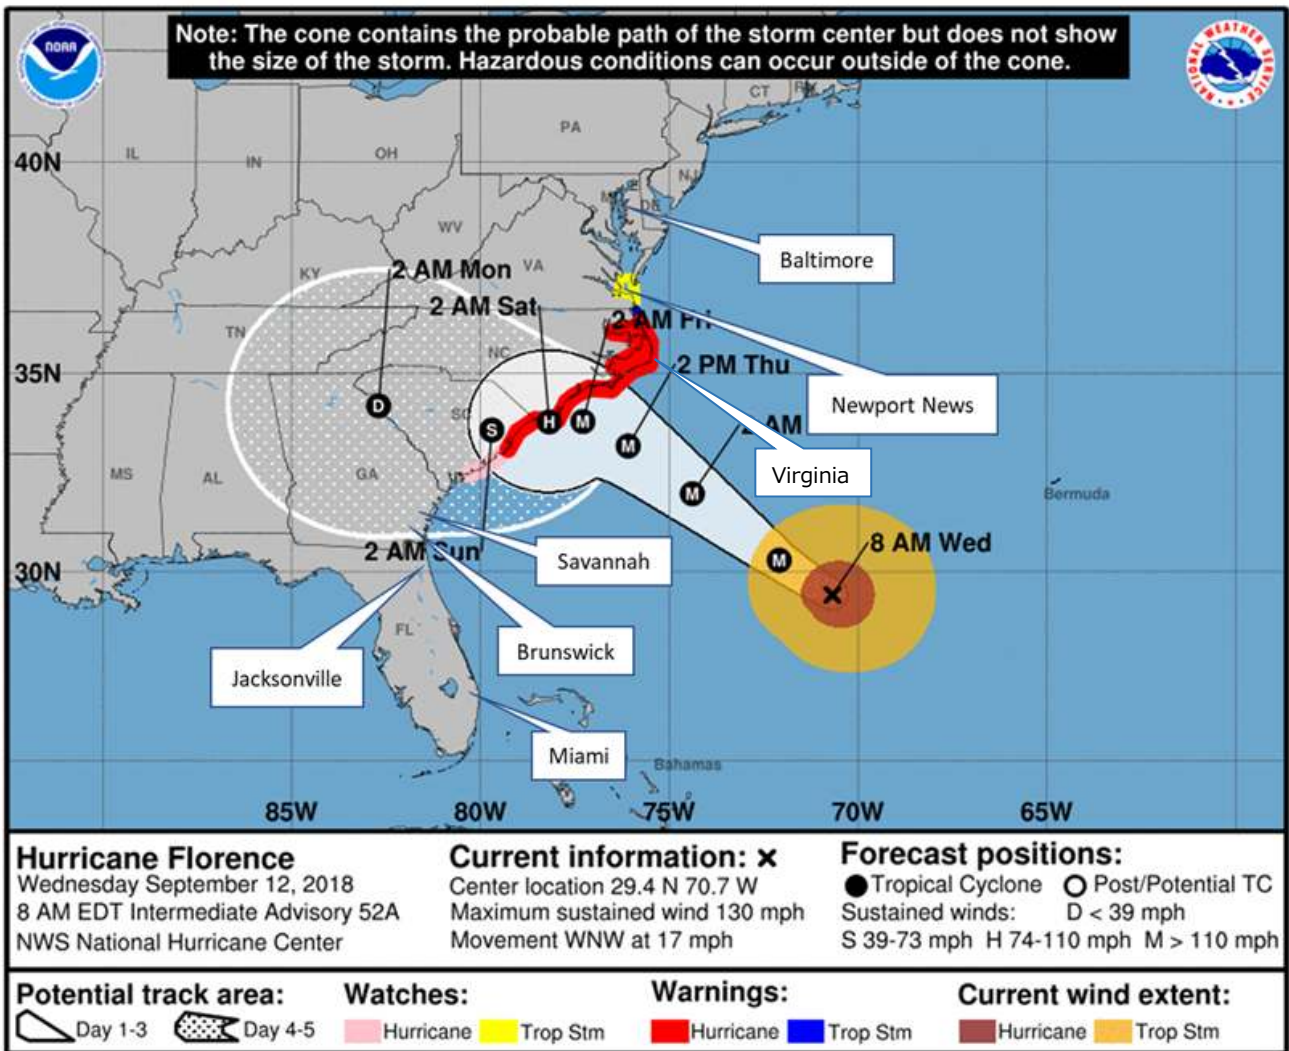 Note: The cone contains the probable path of the storm center but does not show
the size of the storm. Hazardous conditions can occur outside of the cone.
NOAA
NATIONAL WEATHER SERVICE
CT
PA
40N
IL
IN
OH
NJ
DE
WV
Baltimore
KY
2 AM Mon
VA
2 AM Sat
2 AM Fri
TN
NC
35N
2 PM Thu
Newport News
D
SC
S
H
M
M
2 AM
MS
AL
GA
Virginia
M
Bermuda
2 AM Sun
Savannah
8 AM Wed
30N
M
FL
Brunswick
Jacksonville
Miami
Bahamas
85W
80W
75W
70W
65W
Hurricane Florence
Wednesday September 12, 2018
8 AM EDT Intermediate Advisory 52A
NWS National Hurricane Center
Current information: ×
Center location 29.4 N 70.7 W
Maximum sustained wind 130 mph
Movement WNW at 17 mph
Forecast positions:
Tropical Cyclone Post/Potential TC
Sustained winds: D < 39 mph
S 39-73 mph H 74-110 mph M > 110 mph
Potential track area:
Day 1-3 Day 4-5
Watches:
Hurricane Trop Stm
Warnings:
Hurricane Trop Stm
Current wind extent:
Hurricane Trop Stm